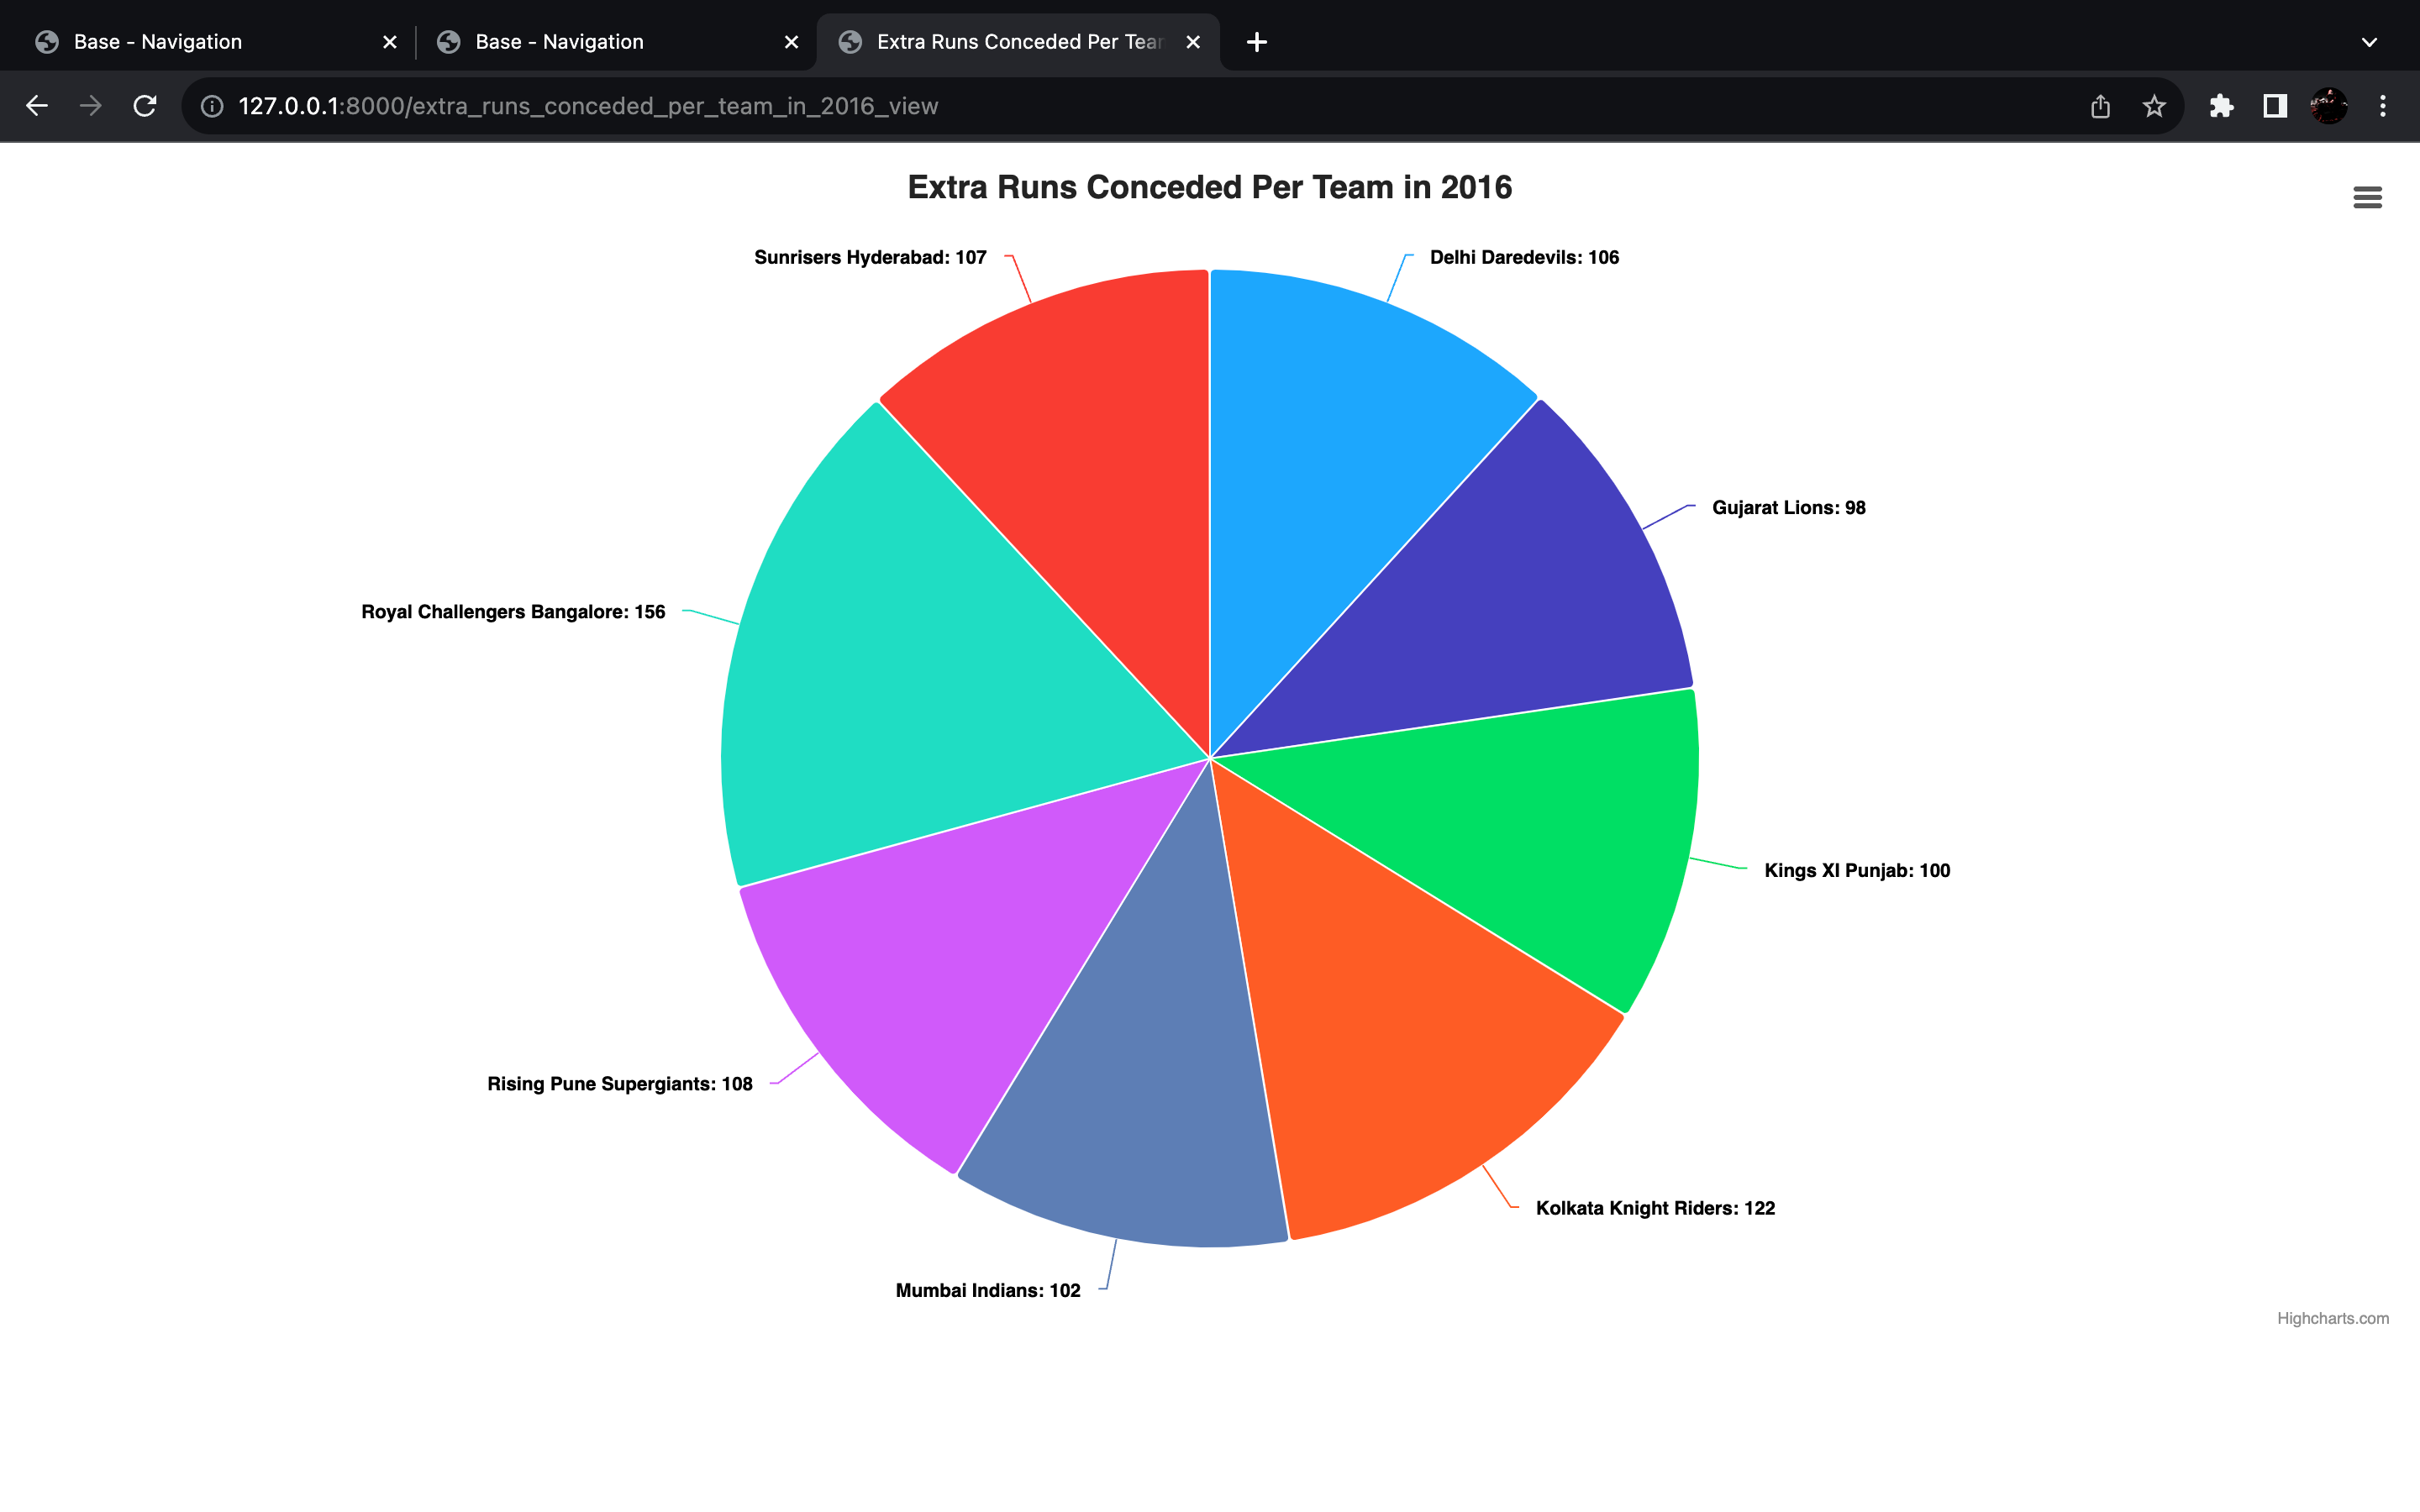 Base - Navigation
Base - Navigation
Extra Runs Conceded Per Tear
127.0.0.1:8000/extra_runs_conceded_per_team_in_2016_view
Extra Runs Conceded Per Team in 2016
Sunrisers Hyderabad: 107
Delhi Daredevils: 106
Gujarat Lions: 98
Royal Challengers Bangalore: 156
Kings XI Punjab: 100
Rising Pune Supergiants: 108
Kolkata Knight Riders: 122
Mumbai Indians: 102
Highcharts.com